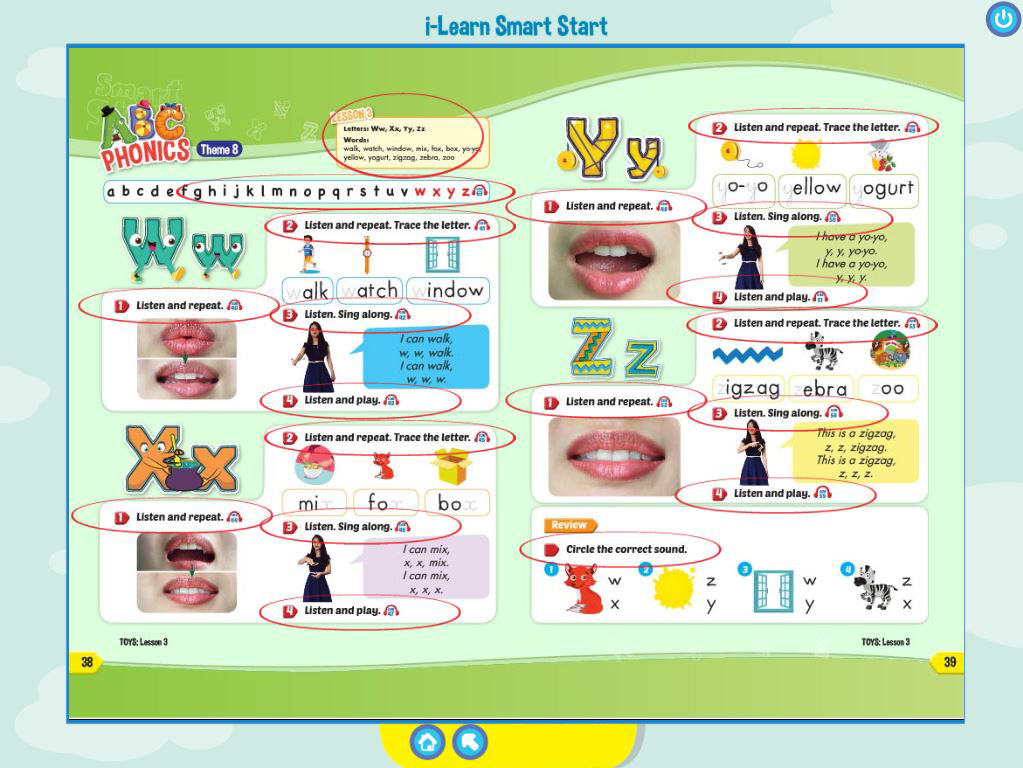 i-Learn Smart Start
Smart
ABC
PHONICS
Theme 8
LESSON 3
Letters: Ww, Xx, Yy, Zz
Words:
walk, watch, window, mix, fox, box, yo-yo,
yellow, yogurt, zigzag, zebra, zoo
a b c d e f g h i j k l m n o p q r s t u v w x y z
W w
1 Listen and repeat.
2 Listen and repeat. Trace the letter.
walk watch window
3 Listen. Sing along.
I can walk,
w, w, walk.
I can walk,
w, w, w.
4 Listen and play.
X x
1 Listen and repeat.
2 Listen and repeat. Trace the letter.
mix fox box
3 Listen. Sing along.
I can mix,
x, x, mix.
I can mix,
x, x, x.
4 Listen and play.
TOYS: Lesson 3
38
Y y
1 Listen and repeat.
2 Listen and repeat. Trace the letter.
yo-yo yellow yogurt
3 Listen. Sing along.
I have a yo-yo,
y, y, yo-yo.
I have a yo-yo,
y, y, y.
4 Listen and play.
Z z
1 Listen and repeat.
2 Listen and repeat. Trace the letter.
zigzag zebra zoo
3 Listen. Sing along.
This is a zigzag,
z, z, zigzag.
This is a zigzag,
z, z, z.
4 Listen and play.
Review
Circle the correct sound.
1 w x
2 z y
3 w y
4 z x
TOYS: Lesson 3
39